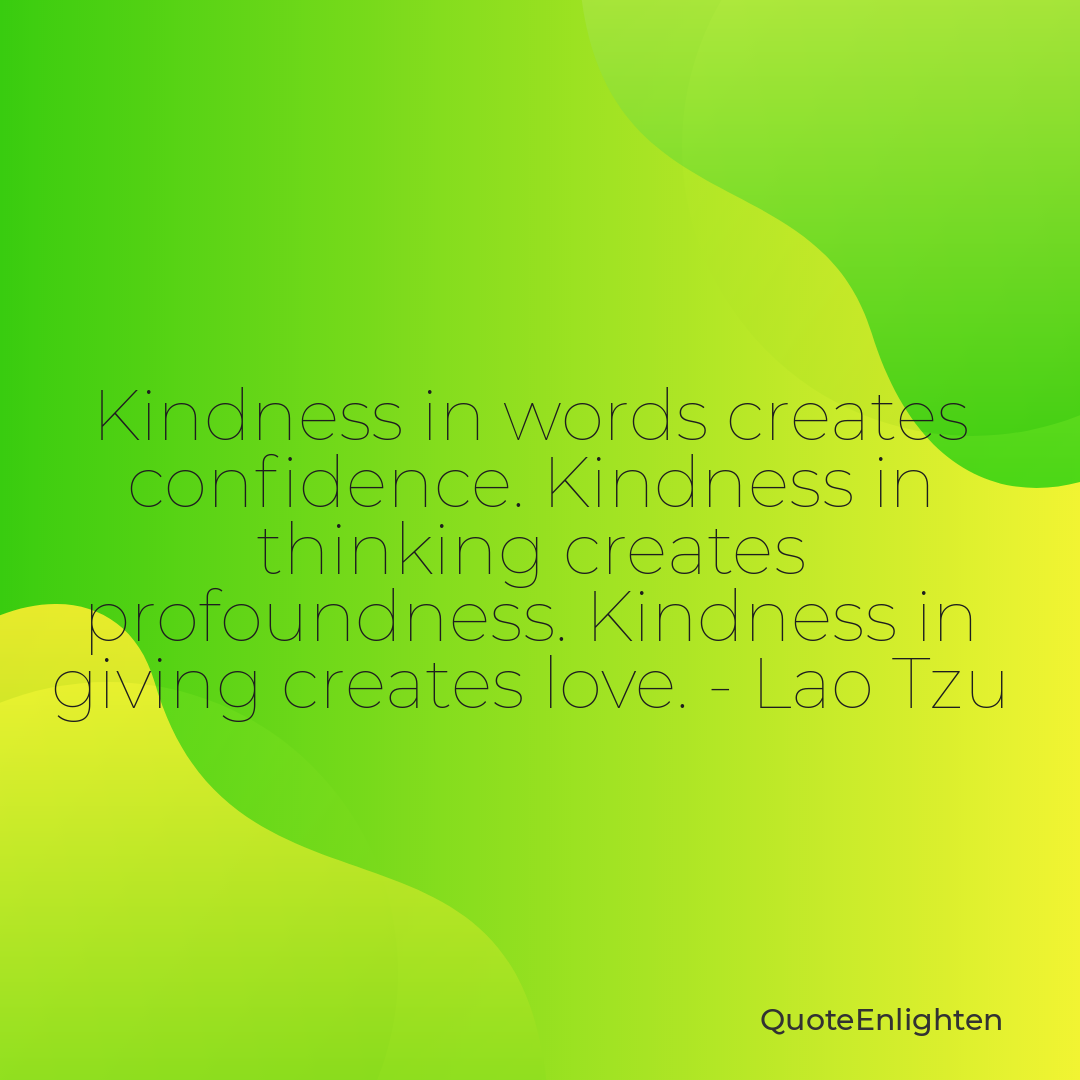 Kindness in words creates
confidence. Kindness in
thinking creates
profoundness. Kindness in
giving creates love. - Lao Tzu
QuoteEnlighten